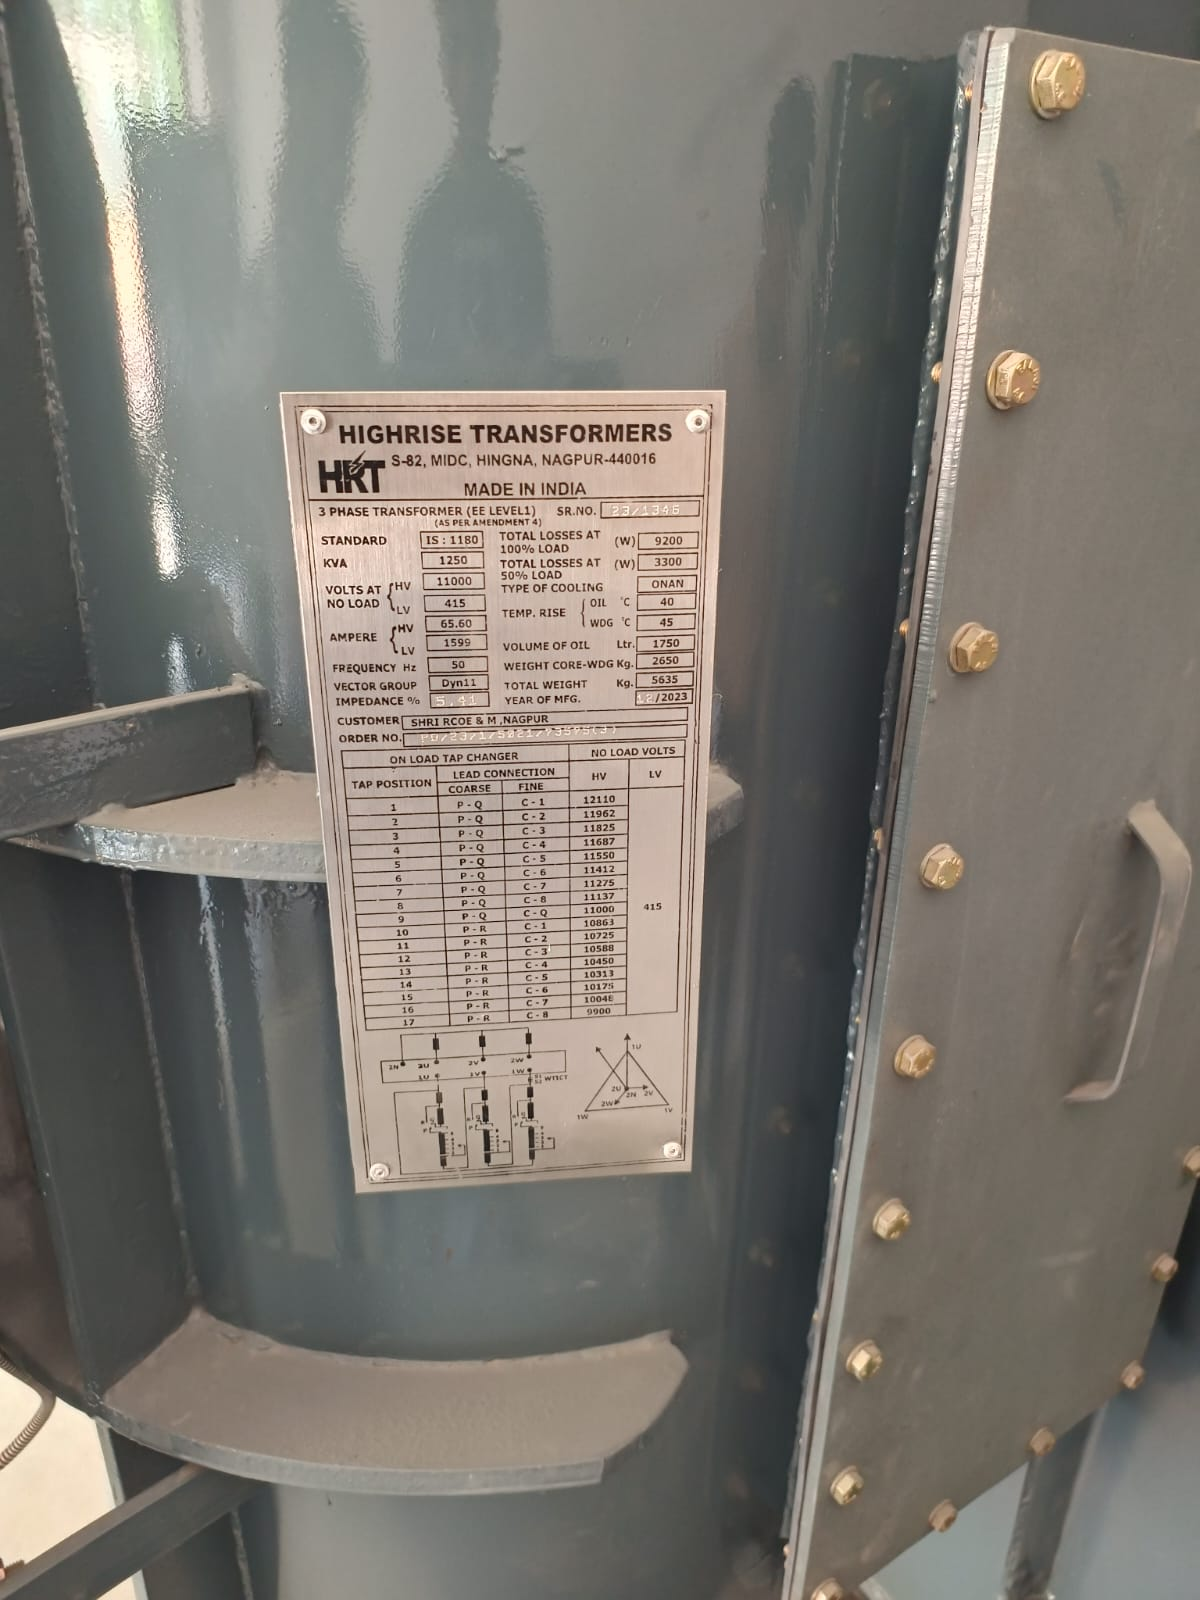 HIGHRISE TRANSFORMERS
HRT S-82, MIDC, HINGNA, NAGPUR-440016
MADE IN INDIA
3 PHASE TRANSFORMER (EE LEVEL1) SR.NO. 23/1346
(AS PER AMENDMENT 4)
STANDARD IS : 1180 TOTAL LOSSES AT 100% LOAD (W) 9200
KVA 1250 TOTAL LOSSES AT 50% LOAD (W) 3300
VOLTS AT NO LOAD HV 11000 TYPE OF COOLING ONAN
LV 415 TEMP. RISE OIL °C 40
AMPERE HV 65.60 WDG °C 45
LV 1599 VOLUME OF OIL Ltr. 1750
FREQUENCY Hz 50 WEIGHT CORE-WDG Kg. 2650
VECTOR GROUP Dyn11 TOTAL WEIGHT Kg. 5635
IMPEDANCE % 5.41 YEAR OF MFG. 12/2023
CUSTOMER SHRI RCOE & M ,NAGPUR
ORDER NO.
ON LOAD TAP CHANGER NO LOAD VOLTS
TAP POSITION LEAD CONNECTION HV LV
COARSE FINE
1 P - Q C - 1 12110
2 P - Q C - 2 11962
3 P - Q C - 3 11825
4 P - Q C - 4 11687
5 P - Q C - 5 11550
6 P - Q C - 6 11412
7 P - Q C - 7 11275
8 P - Q C - 8 11137
9 P - Q C - Q 11000 415
10 P - R C - 1 10863
11 P - R C - 2 10725
12 P - R C - 3 10588
13 P - R C - 4 10450
14 P - R C - 5 10313
15 P - R C - 6 10175
16 P - R C - 7 10048
17 P - R C - 8 9900
2N 2U 2V 2W
1U 1V 1W S1 S2 WTICT
1U
2U 2N 2V
2W
1W 1V